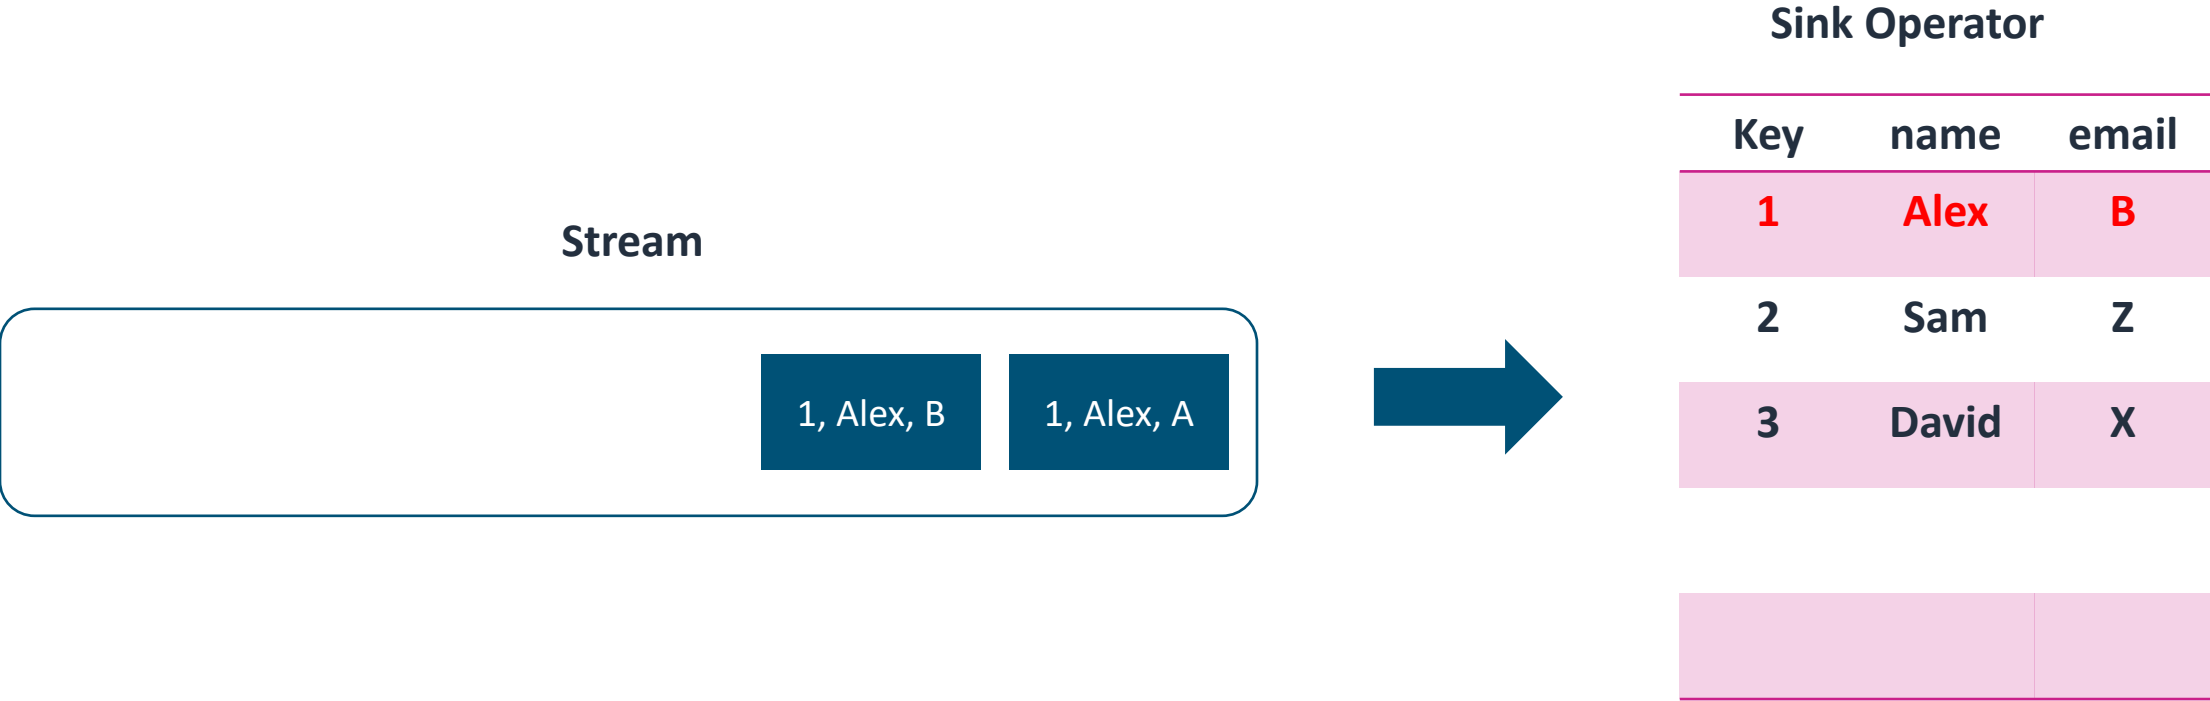 Sink Operator
Key name email
1 Alex B
2 Sam Z
3 David X
Stream
1, Alex, B
1, Alex, A